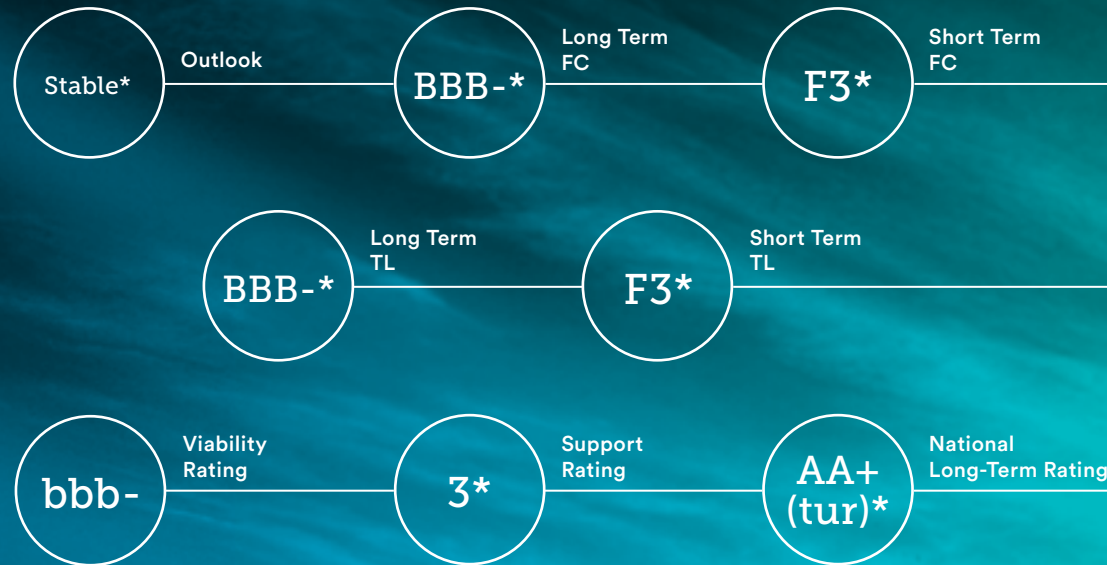 Stable*
Outlook
BBB-*
Long Term
FC
F3*
Short Term
FC
BBB-*
Long Term
TL
F3*
Short Term
TL
bbb-
Viability
Rating
3*
Support
Rating
AA+
(tur)*
National
Long-Term Rating